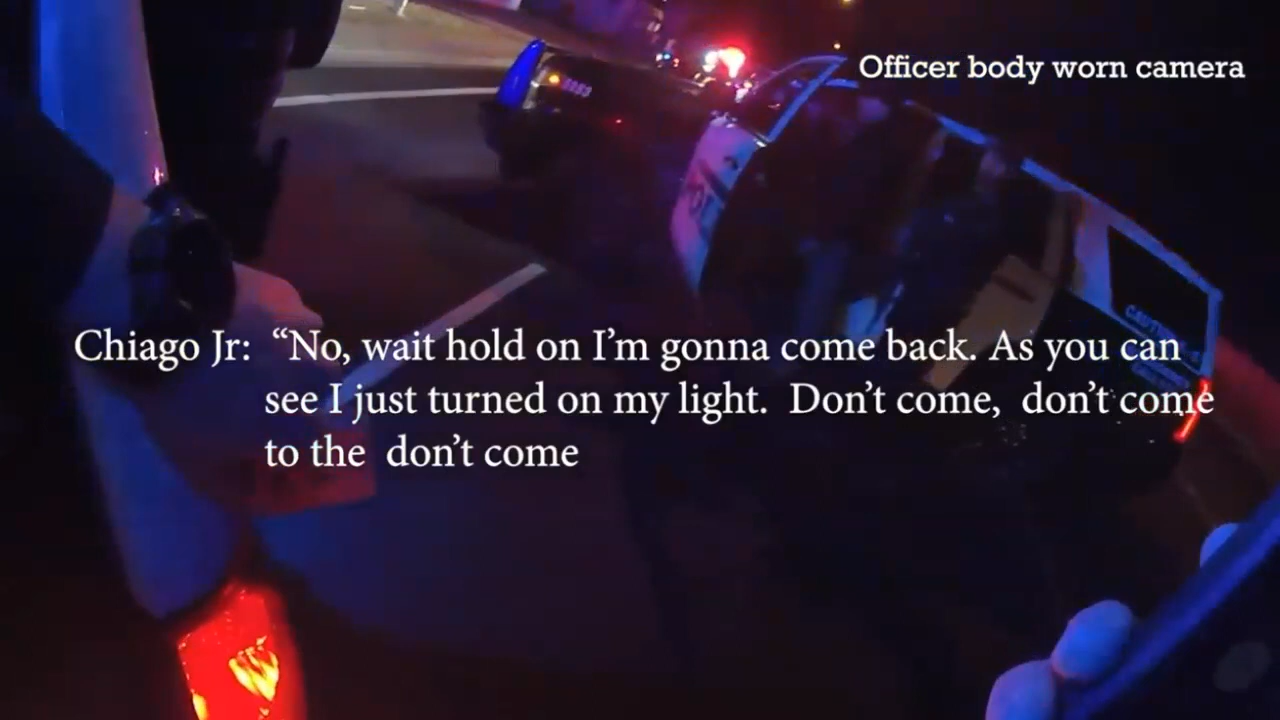 Officer body worn camera
Chiago Jr:  “No, wait hold on I’m gonna come back. As you can
see I just turned on my light.  Don’t come,  don’t come
to the  don’t come